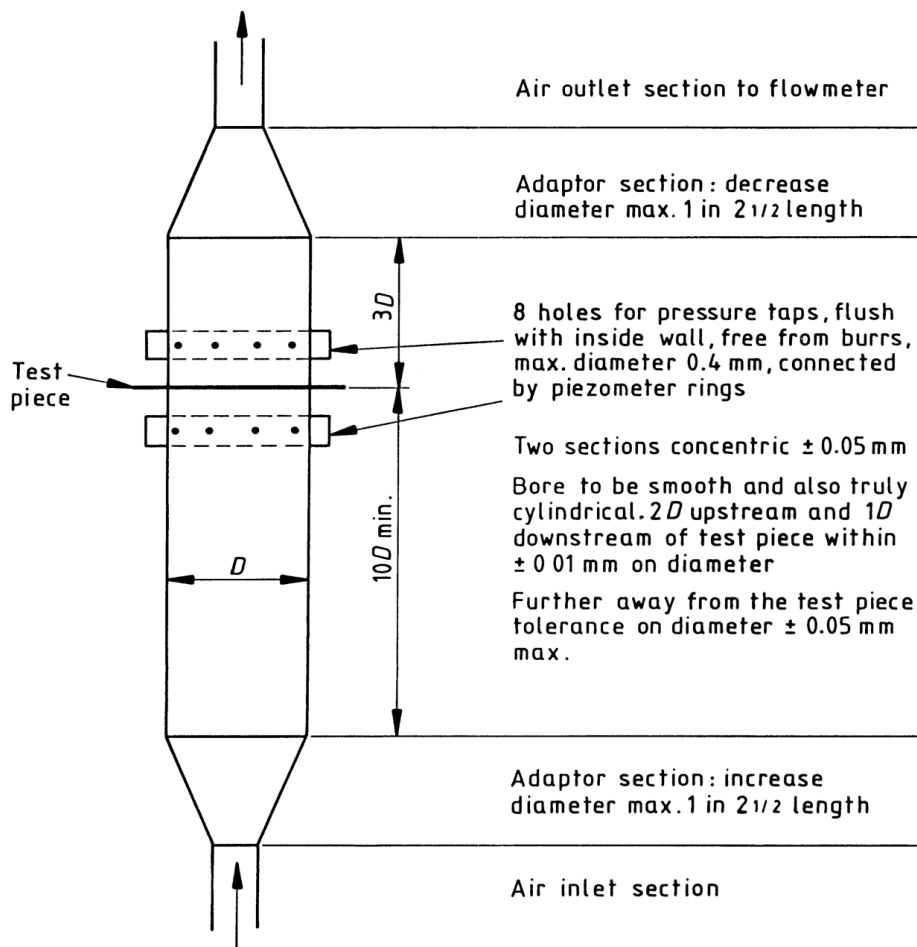 Air outlet section to flowmeter
Adaptor section: decrease
diameter max. 1 in 2 1/2 length
3D
8 holes for pressure taps, flush
with inside wall, free from burrs,
max. diameter 0.4 mm, connected
by piezometer rings
Test
piece
Two sections concentric ± 0.05 mm
Bore to be smooth and also truly
cylindrical. 2D upstream and 1D
downstream of test piece within
± 0 01 mm on diameter
Further away from the test piece
tolerance on diameter ± 0.05 mm
max.
10D min.
D
Adaptor section: increase
diameter max. 1 in 2 1/2 length
Air inlet section